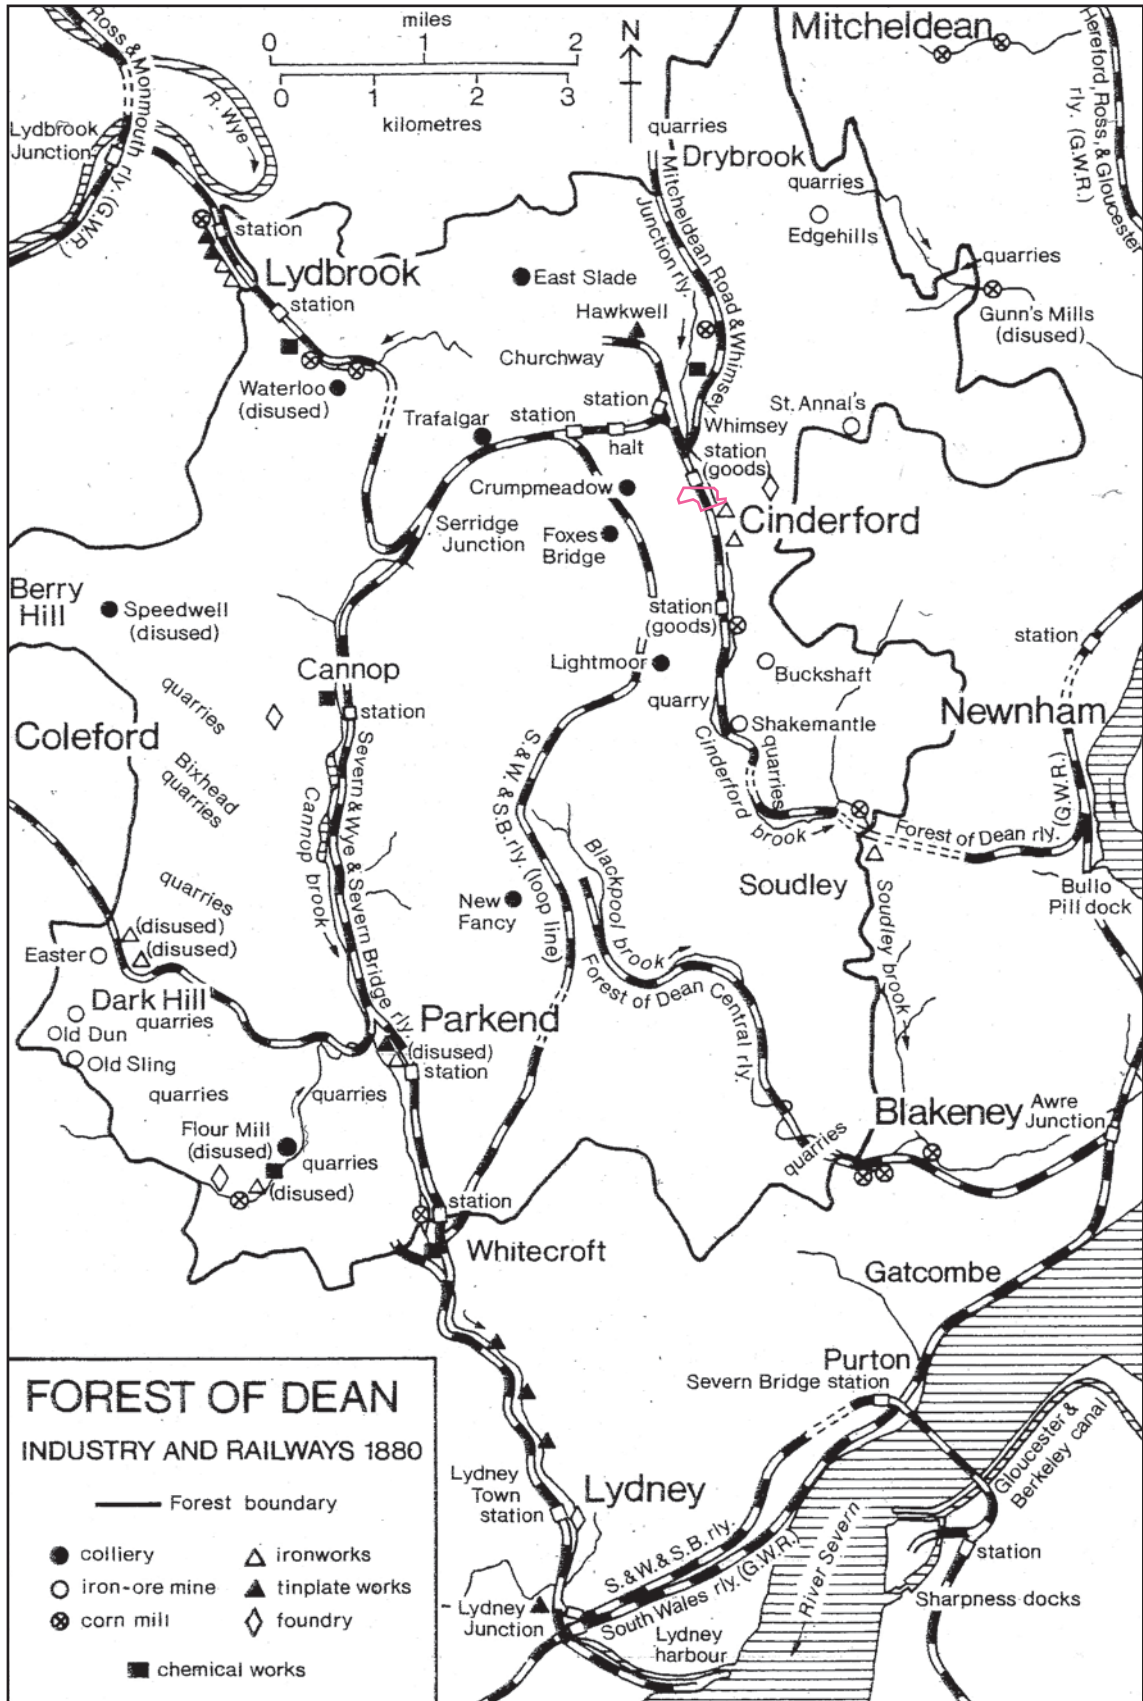 miles
0 1 2
0 1 2 3
kilometres
N
Mitcheldean
Hereford, Ross, & Gloucester
rly. (G.W.R.)
Ross & Monmouth rly. (G.W.R.)
R. Wye
Lydbrook
Junction
quarries
Drybrook
Mitcheldean Road & Whimsey
Junction rly.
quarries
Edgehills
quarries
Gunn's Mills
(disused)
station
Lydbrook
station
East Slade
Hawkwell
Churchway
Waterloo
(disused)
Trafalgar
station
station
halt
Whimsey
station
(goods)
St. Annal's
Crumpmeadow
Cinderford
Serridge
Junction
Foxes
Bridge
Berry
Hill
Speedwell
(disused)
station
(goods)
station
Cannop
Lightmoor
Buckshaft
quarries
station
quarry
Shakemantle
Newnham
Coleford
Bixhead
quarries
Severn & Wye & Severn Bridge rly.
Cannop brook
S.&W.&S.B. rly. (loop line)
Cinderford brook
quarries
Forest of Dean rly.
(G.W.R.)
Blackpool brook
Soudley
Soudley brook
Bullo
Pill dock
quarries
New
Fancy
(disused)
(disused)
Easter
Forest of Dean Central rly.
Dark Hill
quarries
Old Dun
Old Sling
Parkend
(disused)
station
quarries
quarries
Flour Mill
(disused)
quarries
(disused)
Blakeney
Awre
Junction
quarries
station
Whitecroft
Gatcombe
Purton
Severn Bridge station
Gloucester &
Berkeley canal
Lydney
Town
station
Lydney
S.&W.&S.B. rly.
South Wales rly. (G.W.R.)
River Severn
station
Sharpness docks
Lydney
Junction
Lydney
harbour
FOREST OF DEAN
INDUSTRY AND RAILWAYS 1880
Forest boundary
colliery
ironworks
iron-ore mine
tinplate works
corn mill
foundry
chemical works